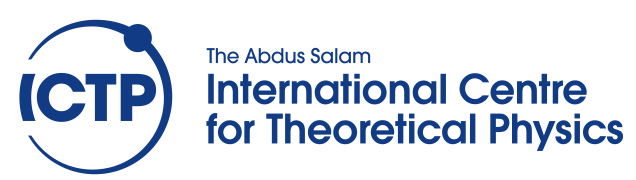 ICTP
The Abdus Salam
International Centre
for Theoretical Physics